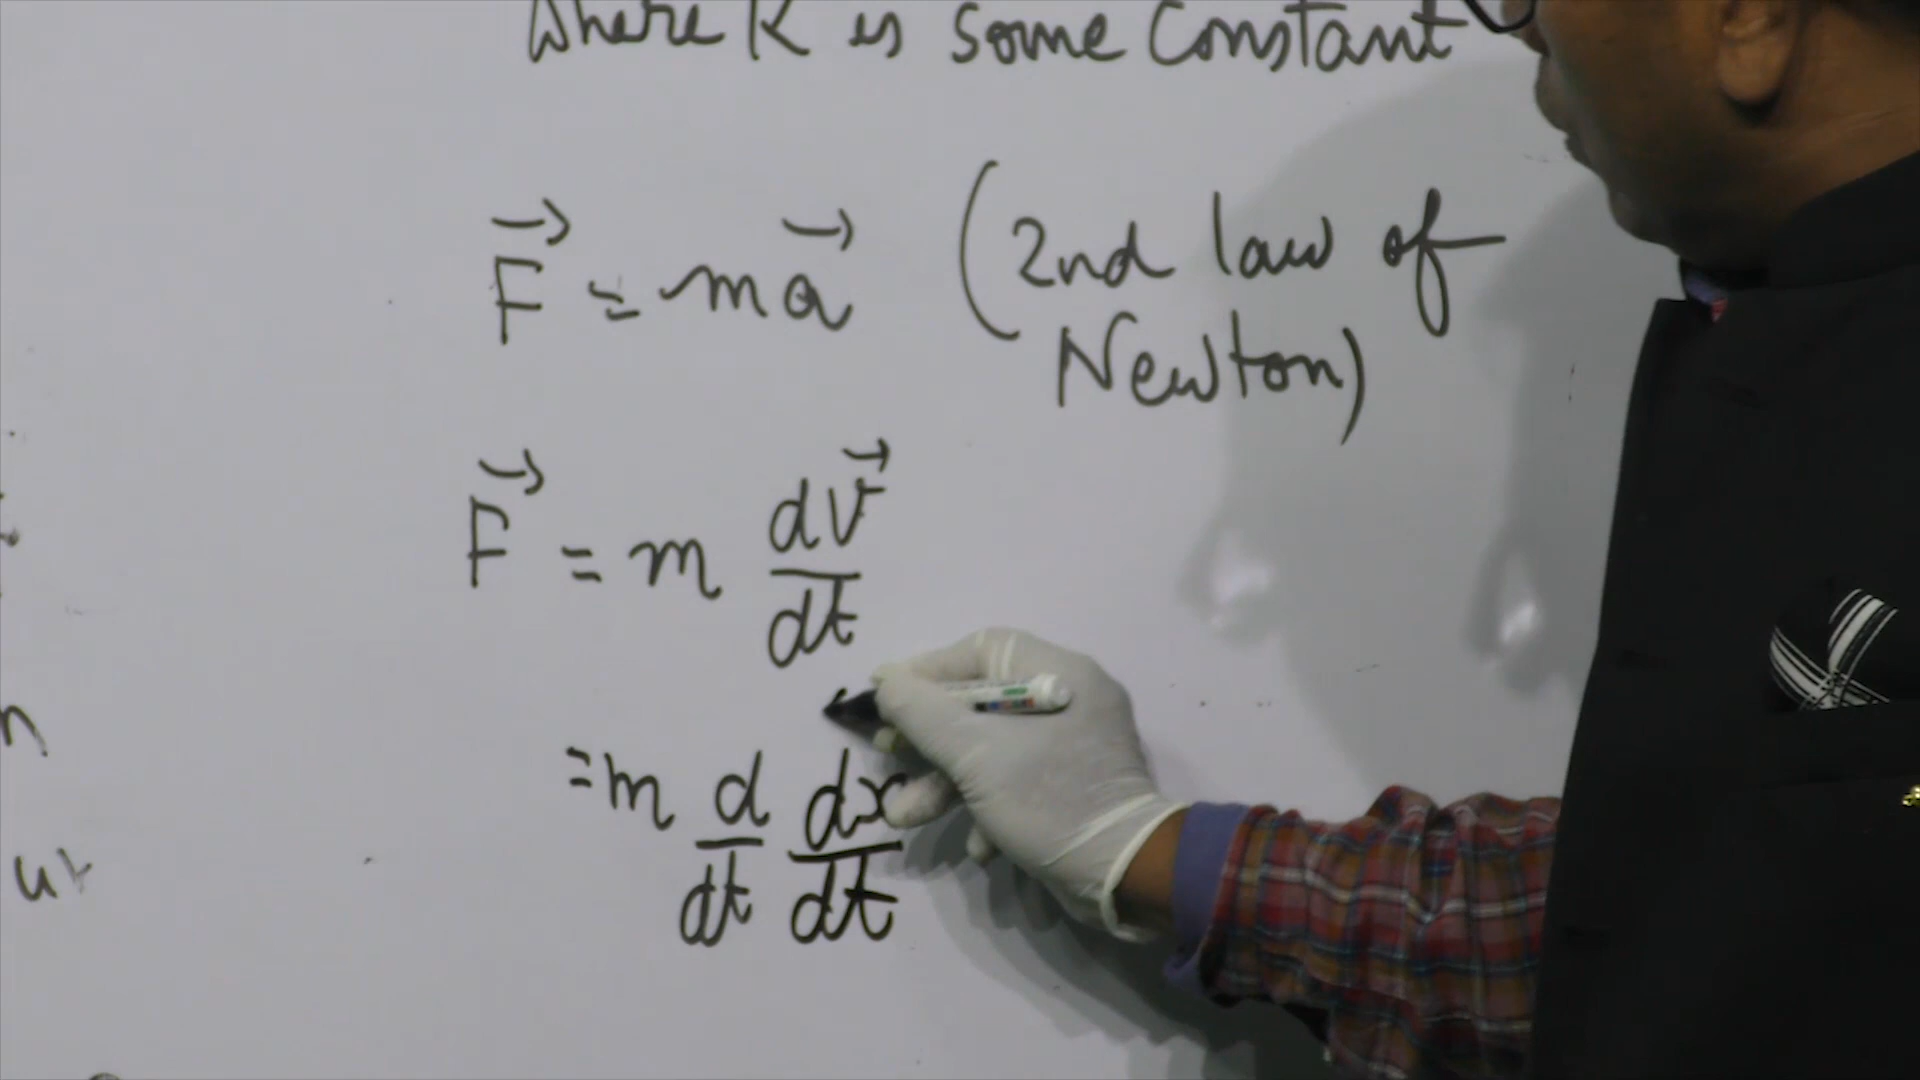 Where K is some Constant
F⃗ = ma⃗ (2nd law of
Newton)
F⃗ = m dv⃗/dt
= m d/dt dx/dt